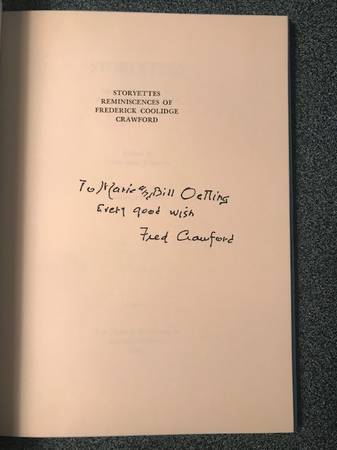 STORYETTES
REMINISCENCES OF
FREDERICK COOLIDGE
CRAWFORD
To Marie and Bill Oetting
Every good wish
Fred Crawford